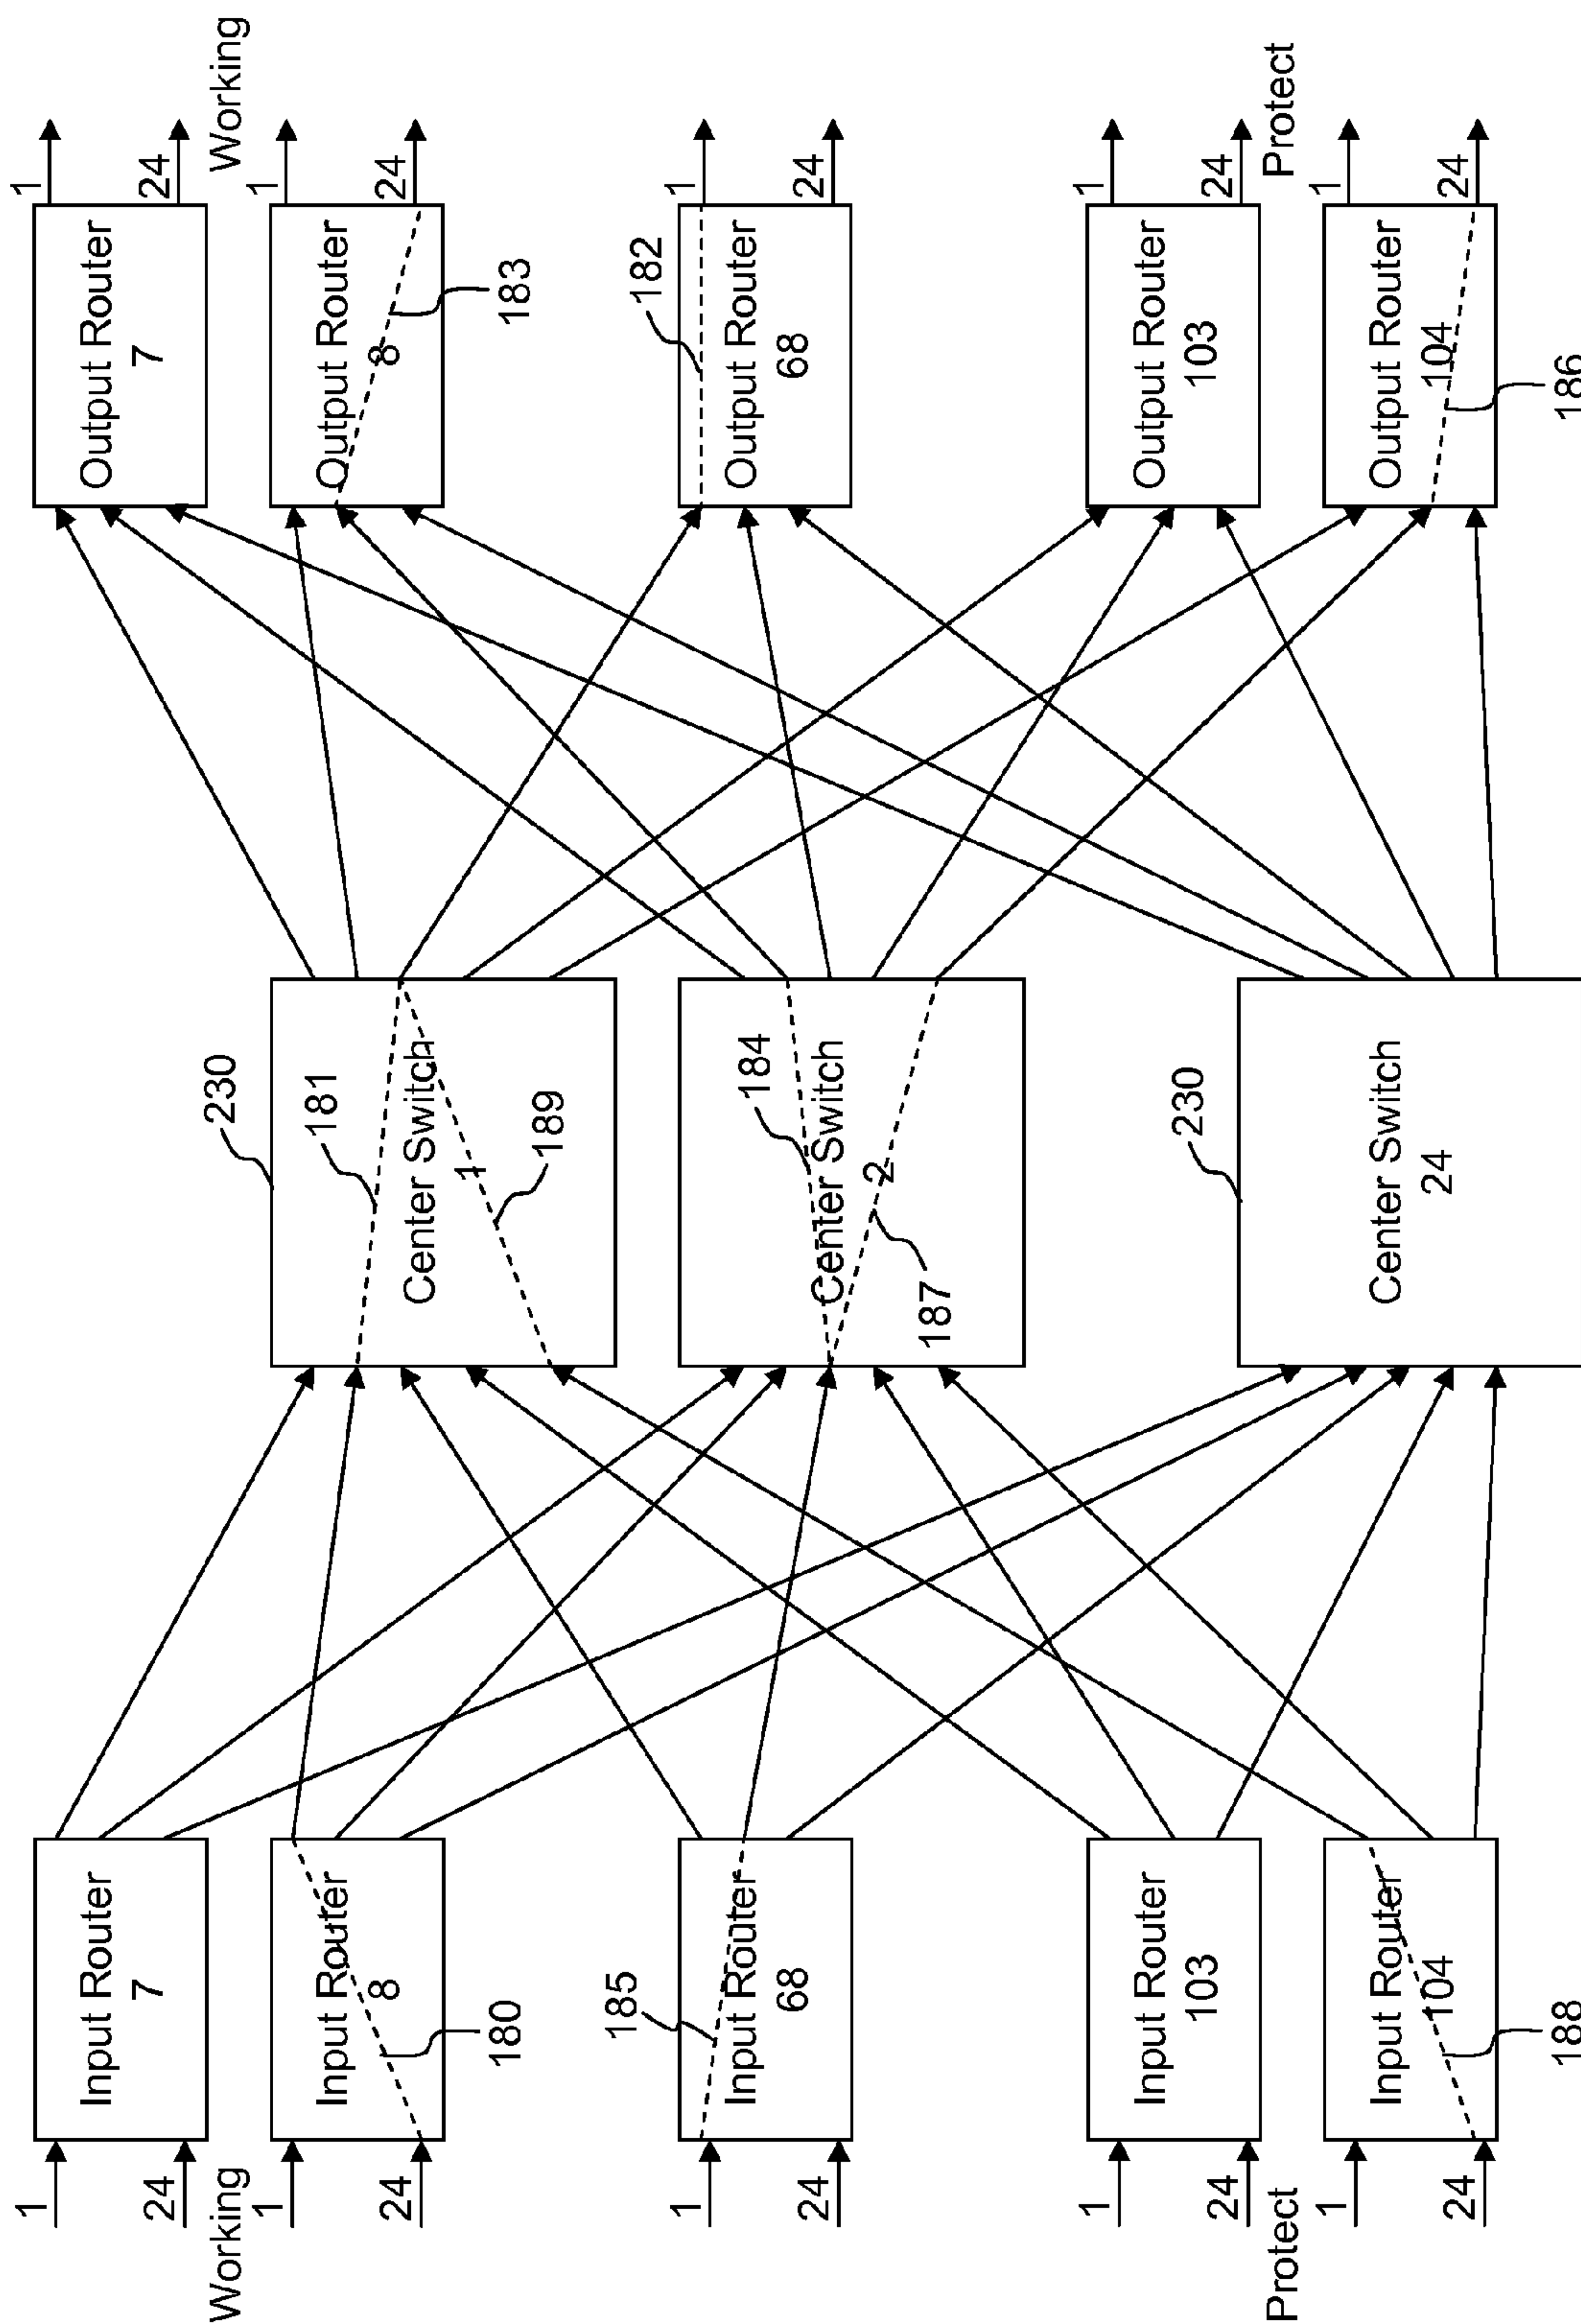 1
24
Working
Input Router
7
1
24
Input Router
8
180
1
24
Input Router
68
185
1
24
Protect
Input Router
103
1
24
Input Router
104
188
230
181
Center Switch
1
189
184
Center Switch
2
187
230
Center Switch
24
Output Router
7
1
24
Working
Output Router
8
1
24
183
182
Output Router
68
1
24
Output Router
103
1
24
Protect
Output Router
104
1
24
186